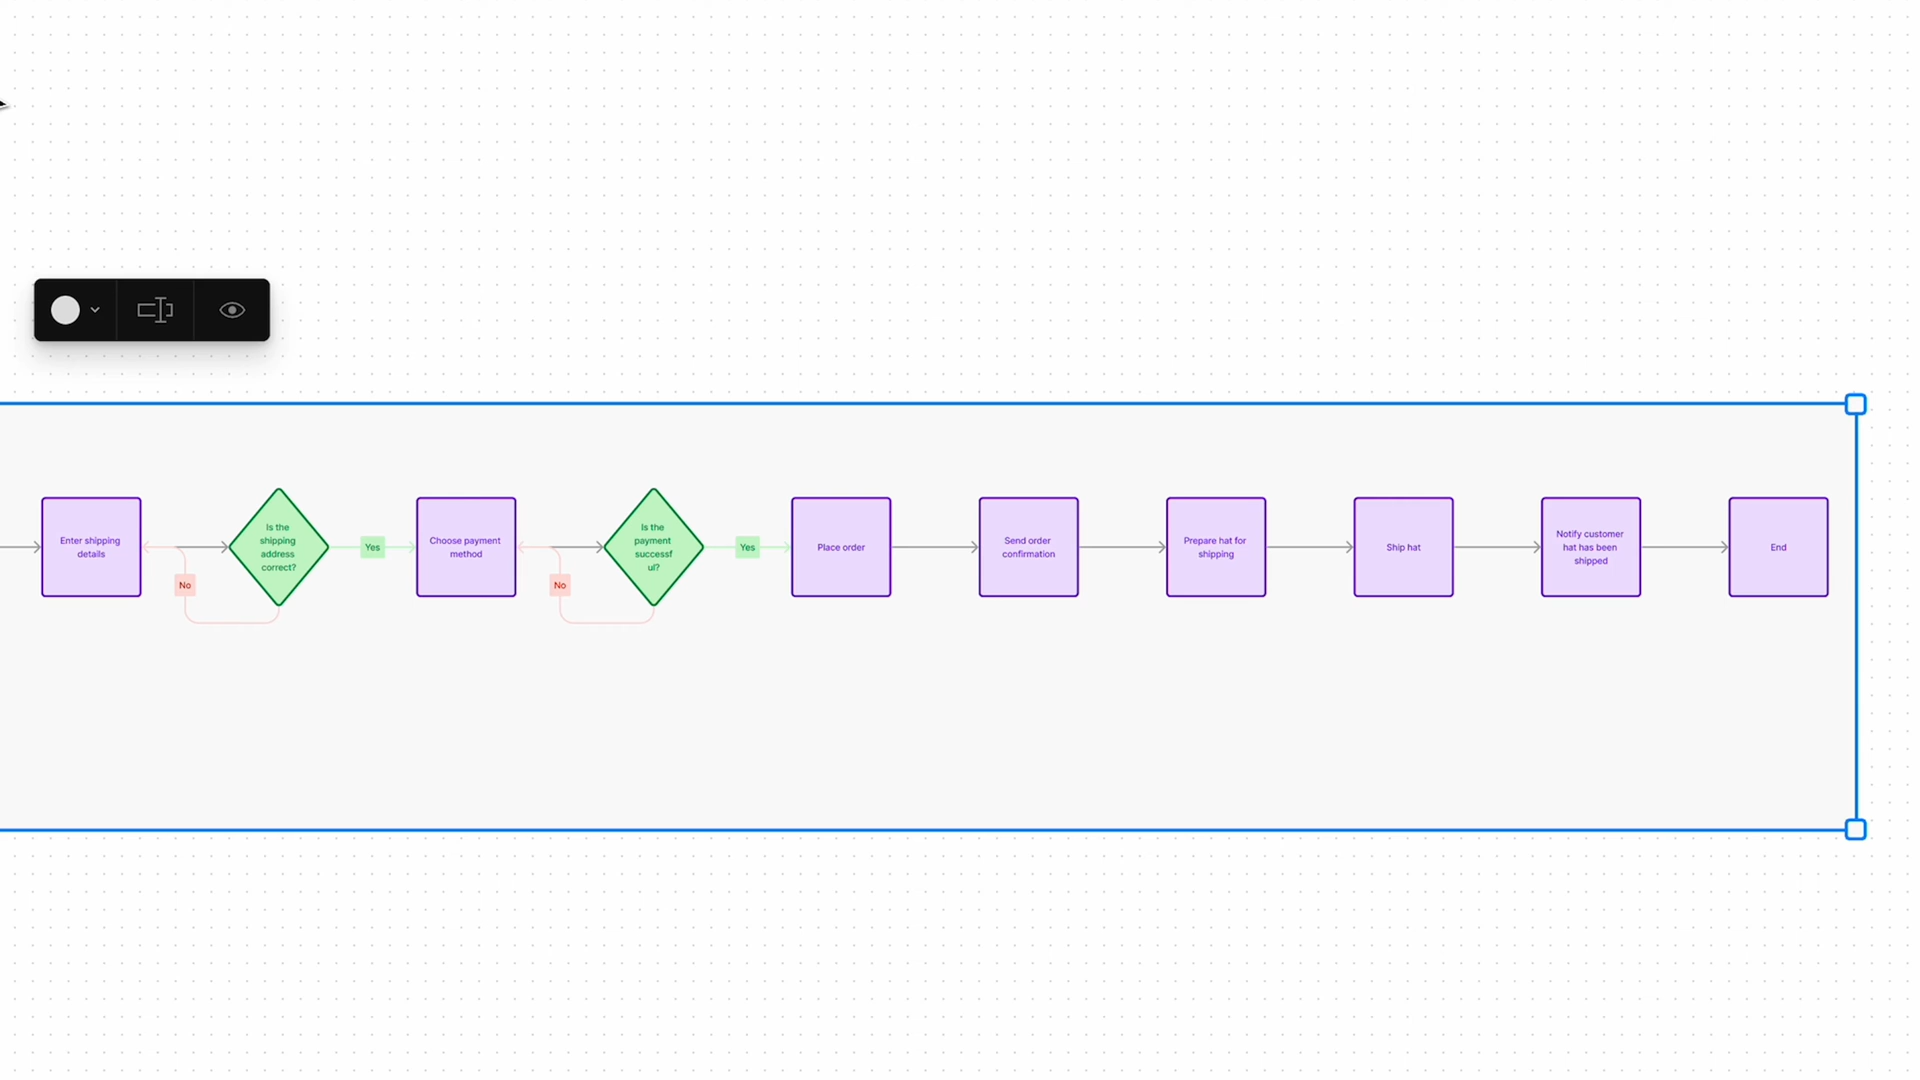 Enter shipping
details
Is the
shipping
address
correct?
Yes
No
Choose payment
method
Is the
payment
successf
ul?
Yes
No
Place order
Send order
confirmation
Prepare hat for
shipping
Ship hat
Notify customer
hat has been
shipped
End